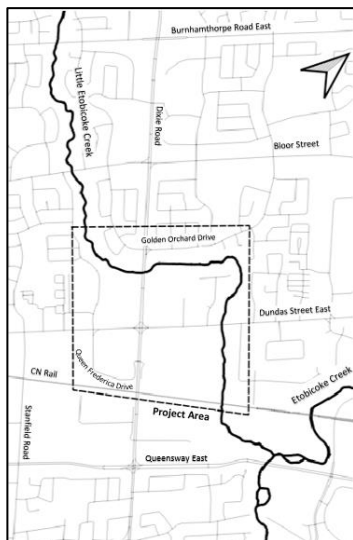 Burnhamthorpe Road East
Little Etobicoke Creek
Dixie Road
Bloor Street
Golden Orchard Drive
Dundas Street East
Queen Frederica Drive
CN Rail
Etobicoke Creek
Project Area
Stanfield Road
Queensway East